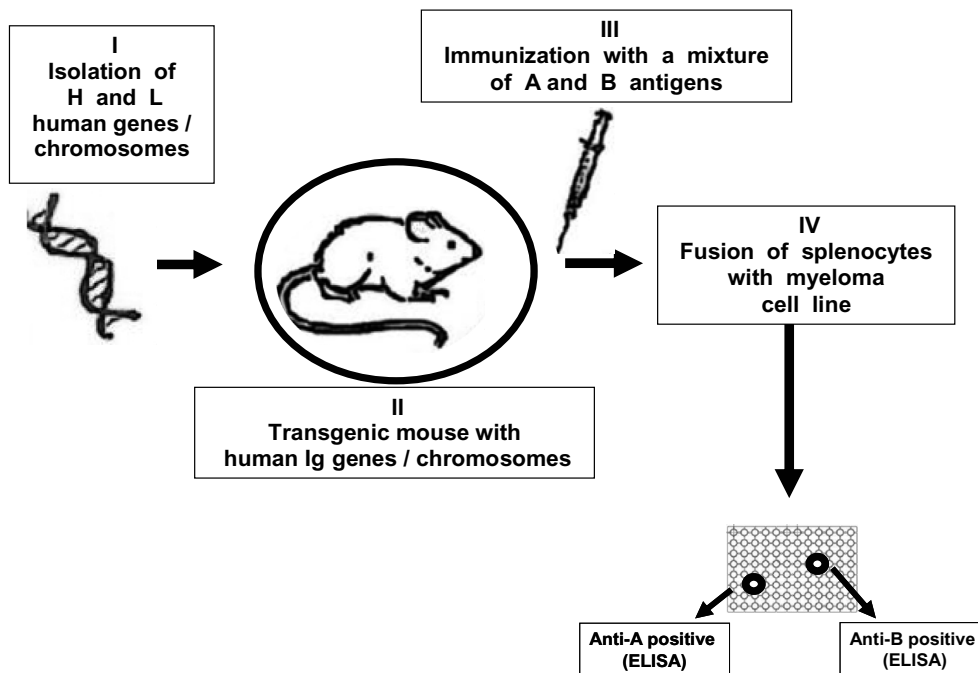 I
Isolation of
H and L
human genes /
chromosomes
III
Immunization with a mixture
of A and B antigens
IV
Fusion of splenocytes
with myeloma
cell line
II
Transgenic mouse with
human Ig genes / chromosomes
Anti-A positive
(ELISA)
Anti-B positive
(ELISA)